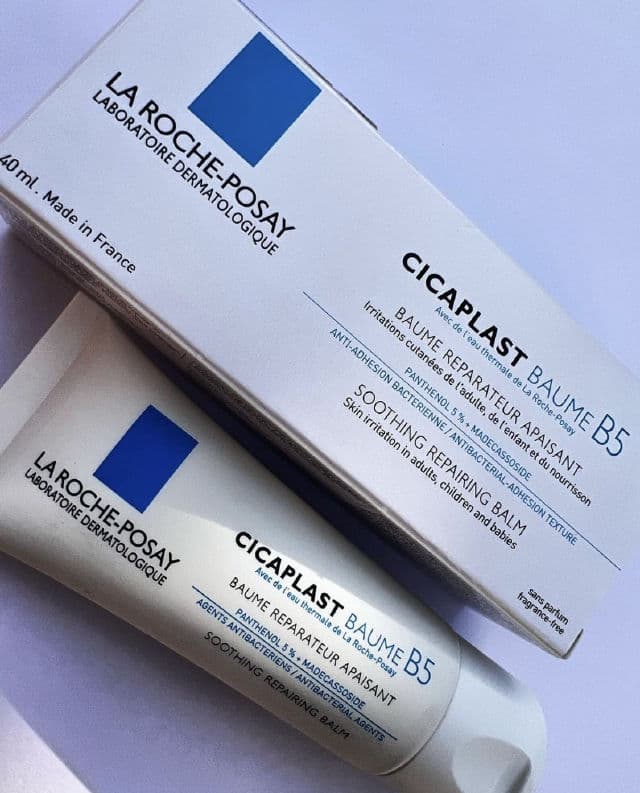 LA ROCHE-POSAY
LABORATOIRE DERMATOLOGIQUE
40 ml. Made in France
CICAPLAST BAUME B5
Avec de l'eau thermale de La Roche-Posay
BAUME REPARATEUR APAISANT
Irritations cutanées de l'adulte, de l'enfant et du nourrisson
PANTHENOL 5% + MADECASSOSIDE
ANTI-ADHESION BACTERIENNE / ANTIBACTERIAL-ADHESION TEXTURE
SOOTHING REPAIRING BALM
Skin irritation in adults, children and babies
sans parfum
fragrance-free
LA ROCHE-POSAY
LABORATOIRE DERMATOLOGIQUE
CICAPLAST BAUME B5
Avec de l'eau thermale de La Roche-Posay
BAUME REPARATEUR APAISANT
PANTHENOL 5% + MADECASSOSIDE
AGENTS ANTIBACTERIENS / ANTIBACTERIAL AGENTS
SOOTHING REPAIRING BALM